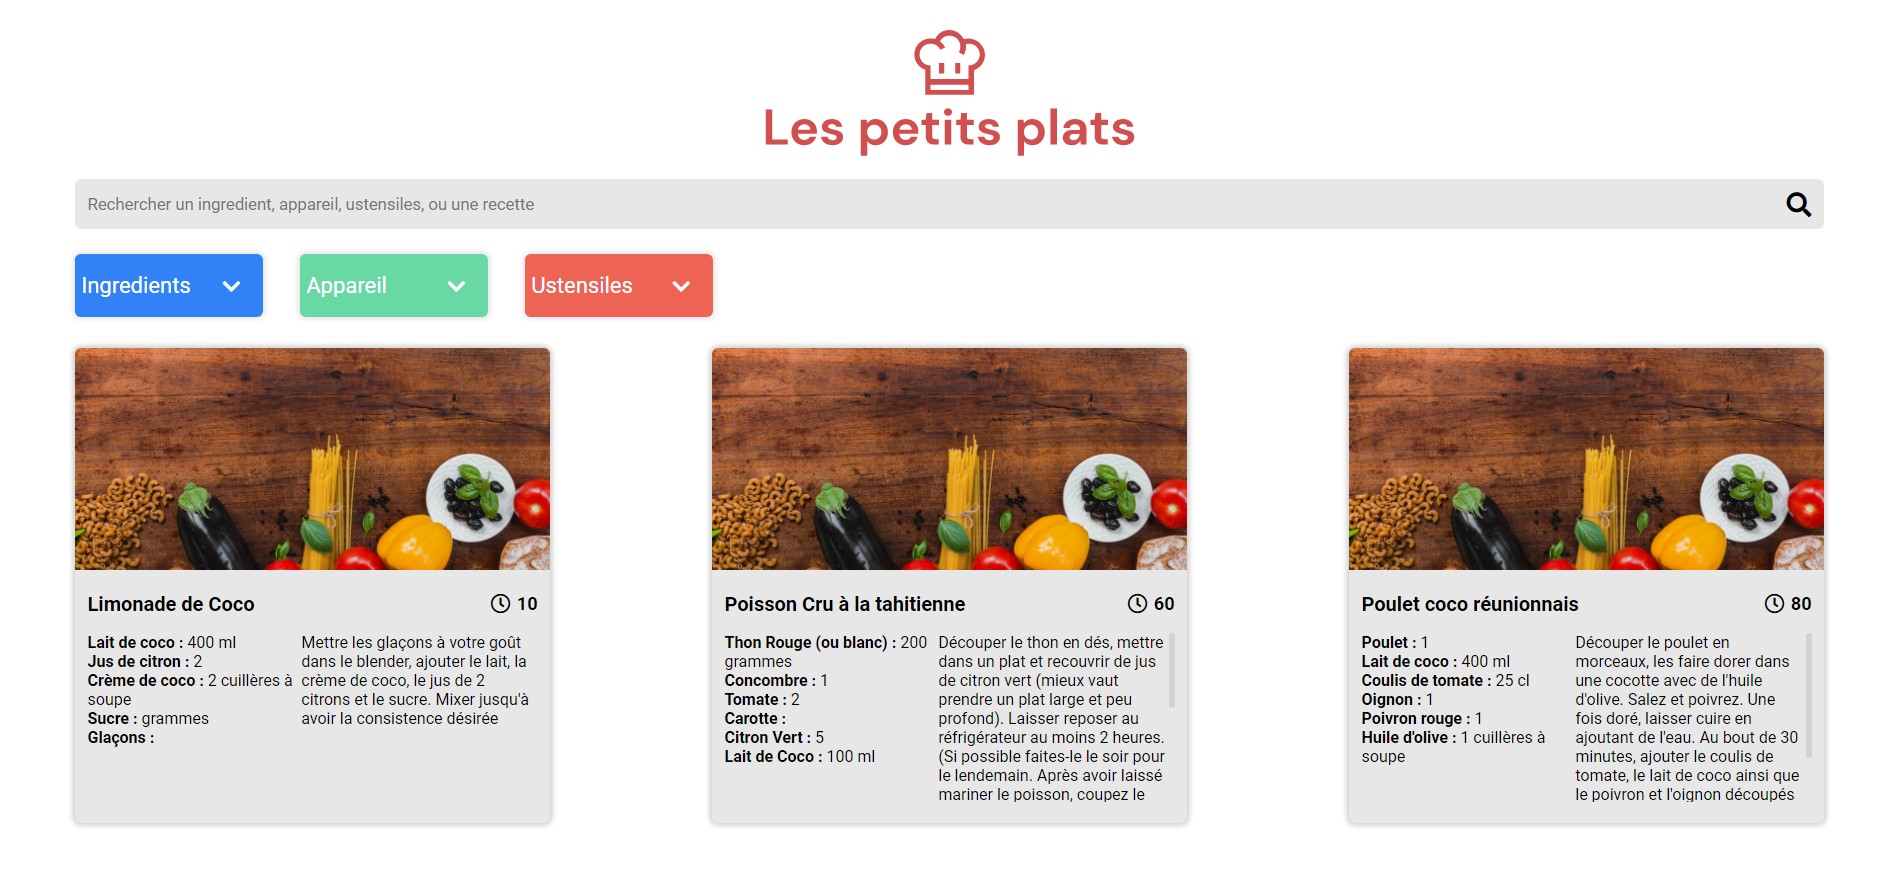 Les petits plats
Rechercher un ingredient, appareil, ustensiles, ou une recette
Ingredients
Appareil
Ustensiles
Limonade de Coco
10
Lait de coco : 400 ml
Jus de citron : 2
Crème de coco : 2 cuillères à
soupe
Sucre : grammes
Glaçons :
Mettre les glaçons à votre goût
dans le blender, ajouter le lait, la
crème de coco, le jus de 2
citrons et le sucre. Mixer jusqu'à
avoir la consistence désirée
Poisson Cru à la tahitienne
60
Thon Rouge (ou blanc) : 200
grammes
Concombre : 1
Tomate : 2
Carotte :
Citron Vert : 5
Lait de Coco : 100 ml
Découper le thon en dés, mettre
dans un plat et recouvrir de jus
de citron vert (mieux vaut
prendre un plat large et peu
profond). Laisser reposer au
réfrigérateur au moins 2 heures.
(Si possible faites-le le soir pour
le lendemain. Après avoir laissé
mariner le poisson, coupez le
Poulet coco réunionnais
80
Poulet : 1
Lait de coco : 400 ml
Coulis de tomate : 25 cl
Oignon : 1
Poivron rouge : 1
Huile d'olive : 1 cuillères à
soupe
Découper le poulet en
morceaux, les faire dorer dans
une cocotte avec de l'huile
d'olive. Salez et poivrez. Une
fois doré, laisser cuire en
ajoutant de l'eau. Au bout de 30
minutes, ajouter le coulis de
tomate, le lait de coco ainsi que
le poivron et l'oignon découpés